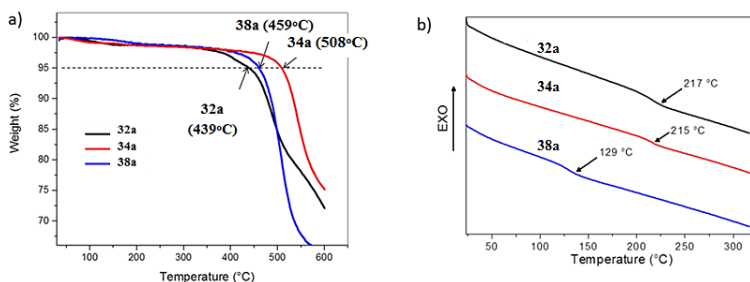 a)
38a (459°C)
34a (508°C)
32a
(439°C)
32a
34a
38a
Weight (%)
100
95
90
85
80
75
70
100
200
300
400
500
600
Temperature (°C)
b)
32a
217 °C
34a
215 °C
38a
129 °C
EXO
50
100
150
200
250
300
Temperature (°C)